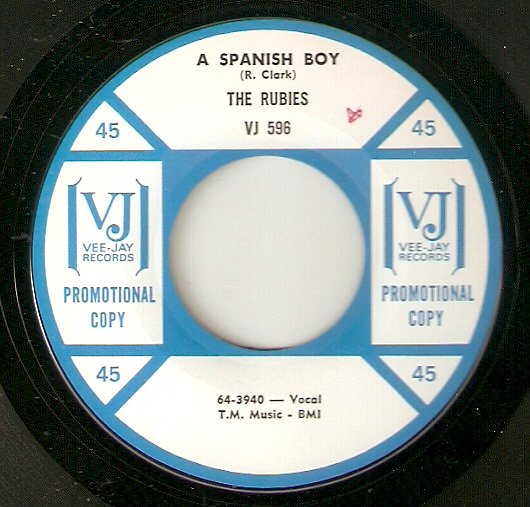 A SPANISH BOY
(R. Clark)
THE RUBIES
VJ 596
45
45
VJ
VEE-JAY
RECORDS
PROMOTIONAL
COPY
VJ
VEE-JAY
RECORDS
PROMOTIONAL
COPY
45
45
64-3940 — Vocal
T.M. Music - BMI